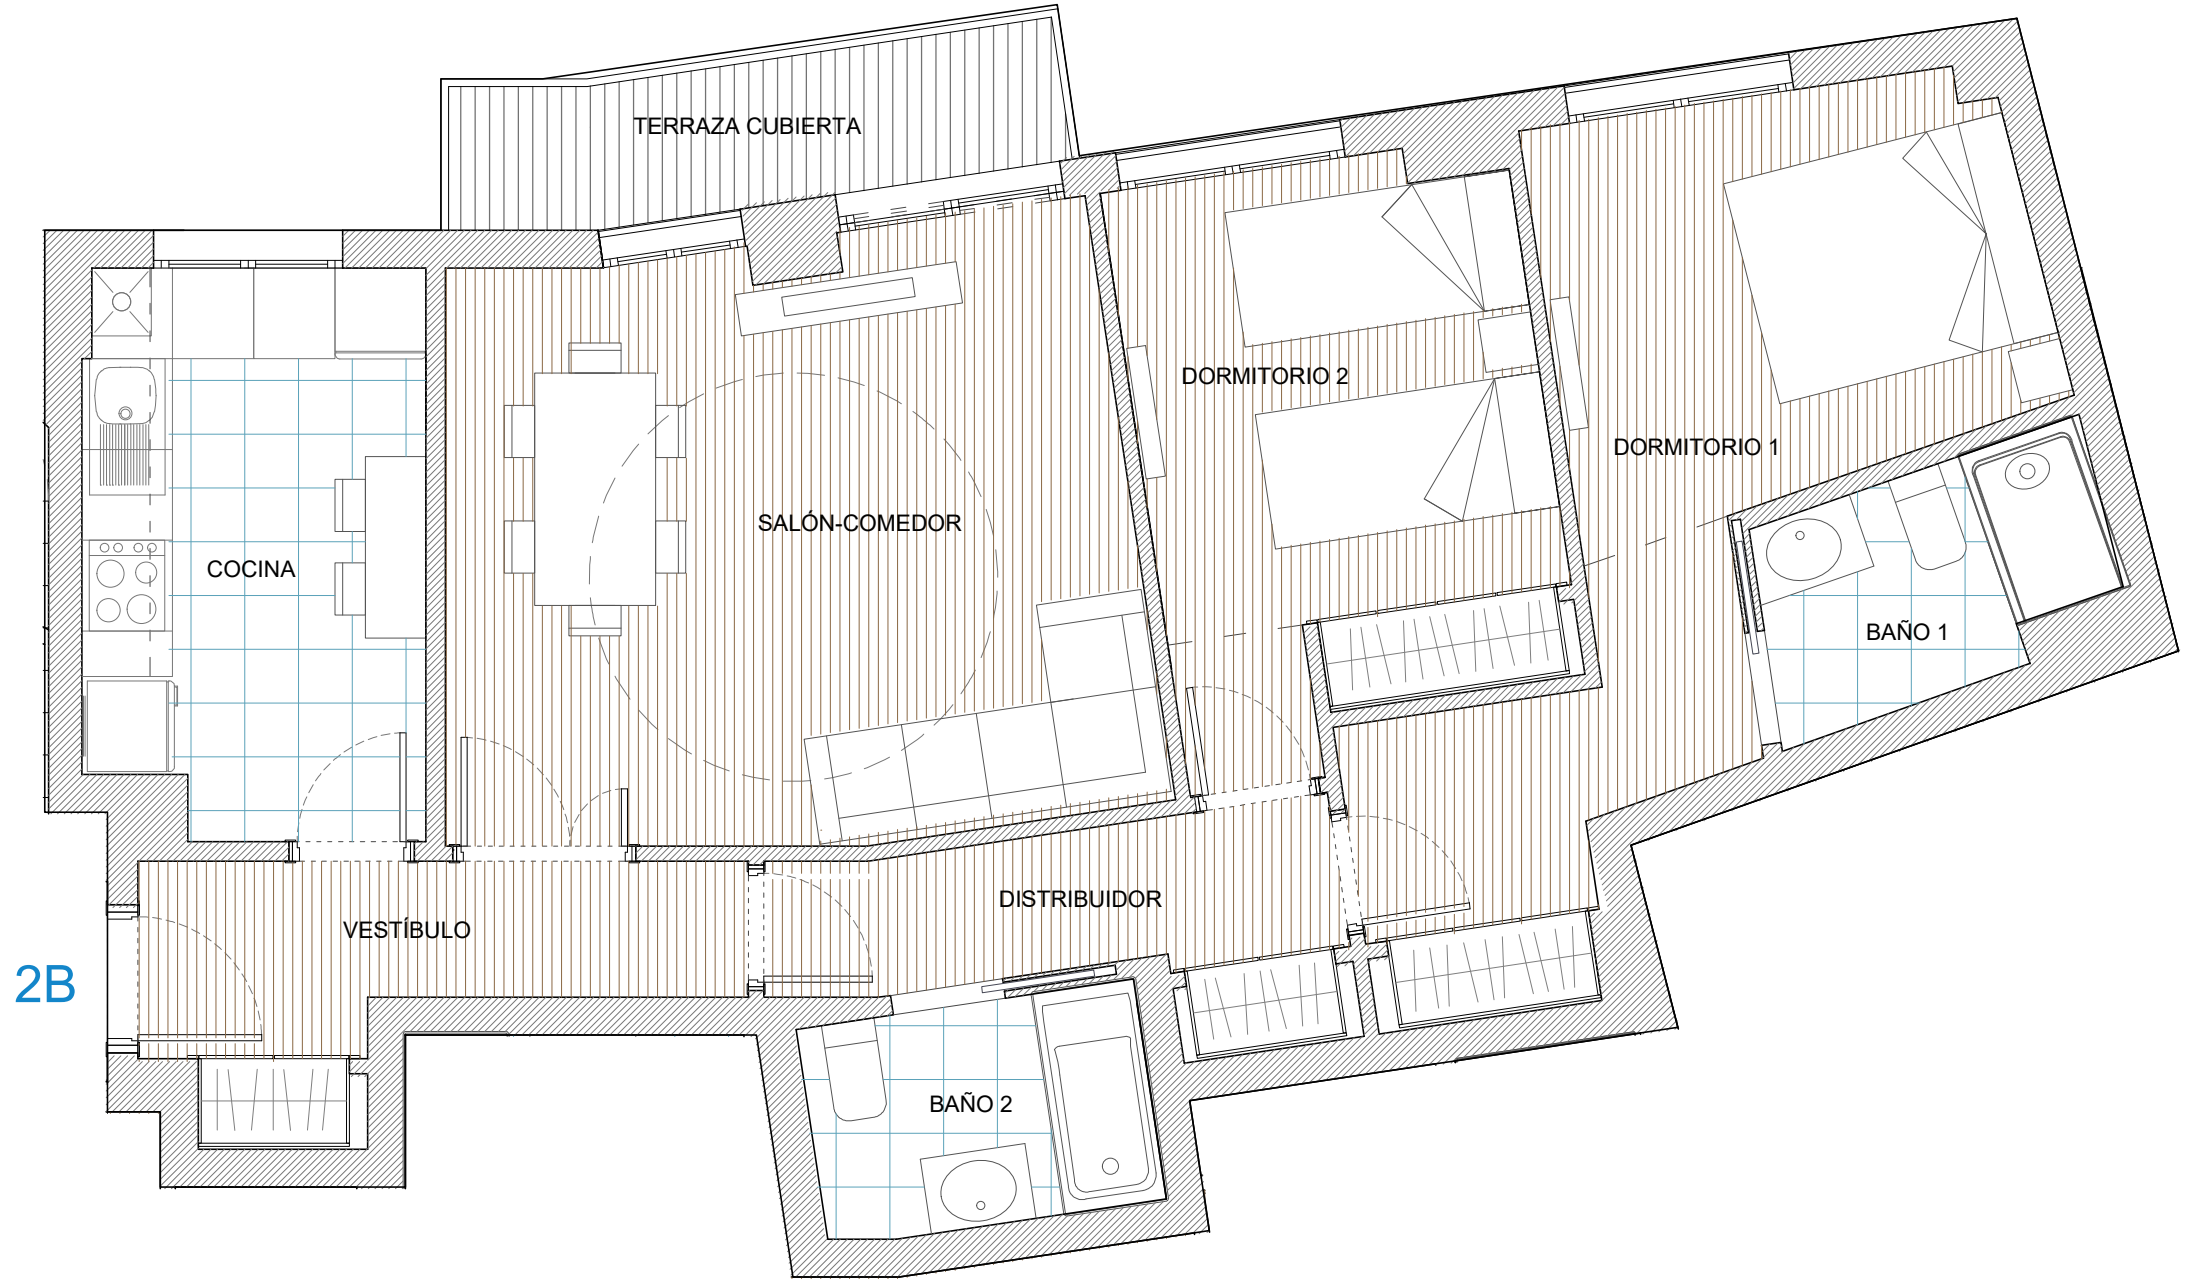 TERRAZA CUBIERTA
DORMITORIO 2
DORMITORIO 1
SALÓN-COMEDOR
COCINA
BAÑO 1
DISTRIBUIDOR
VESTÍBULO
2B
BAÑO 2